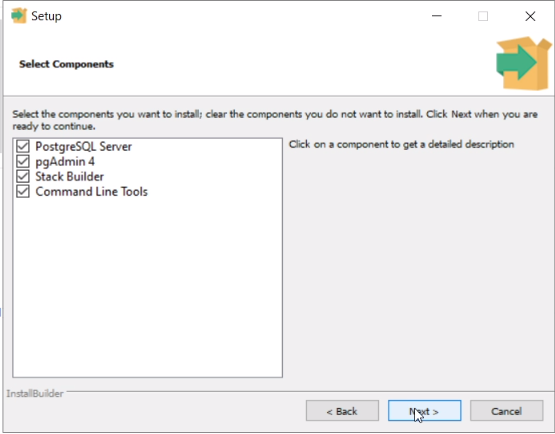 Setup
Select Components
Select the components you want to install; clear the components you do not want to install. Click Next when you are
ready to continue.
PostgreSQL Server
pgAdmin 4
Stack Builder
Command Line Tools
Click on a component to get a detailed description
InstallBuilder
< Back
Next >
Cancel